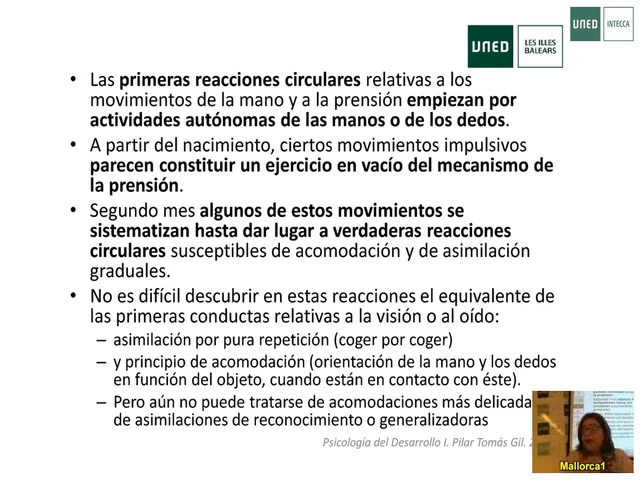 UNED
INTECCA
UNED
LES ILLES
BALEARS
• Las primeras reacciones circulares relativas a los
movimientos de la mano y a la prensión empiezan por
actividades autónomas de las manos o de los dedos.
• A partir del nacimiento, ciertos movimientos impulsivos
parecen constituir un ejercicio en vacío del mecanismo de
la prensión.
• Segundo mes algunos de estos movimientos se
sistematizan hasta dar lugar a verdaderas reacciones
circulares susceptibles de acomodación y de asimilación
graduales.
• No es difícil descubrir en estas reacciones el equivalente de
las primeras conductas relativas a la visión o al oído:
– asimilación por pura repetición (coger por coger)
– y principio de acomodación (orientación de la mano y los dedos
en función del objeto, cuando están en contacto con éste).
– Pero aún no puede tratarse de acomodaciones más delicada
de asimilaciones de reconocimiento o generalizadoras
Psicología del Desarrollo I. Pilar Tomás Gil.
Mallorca1